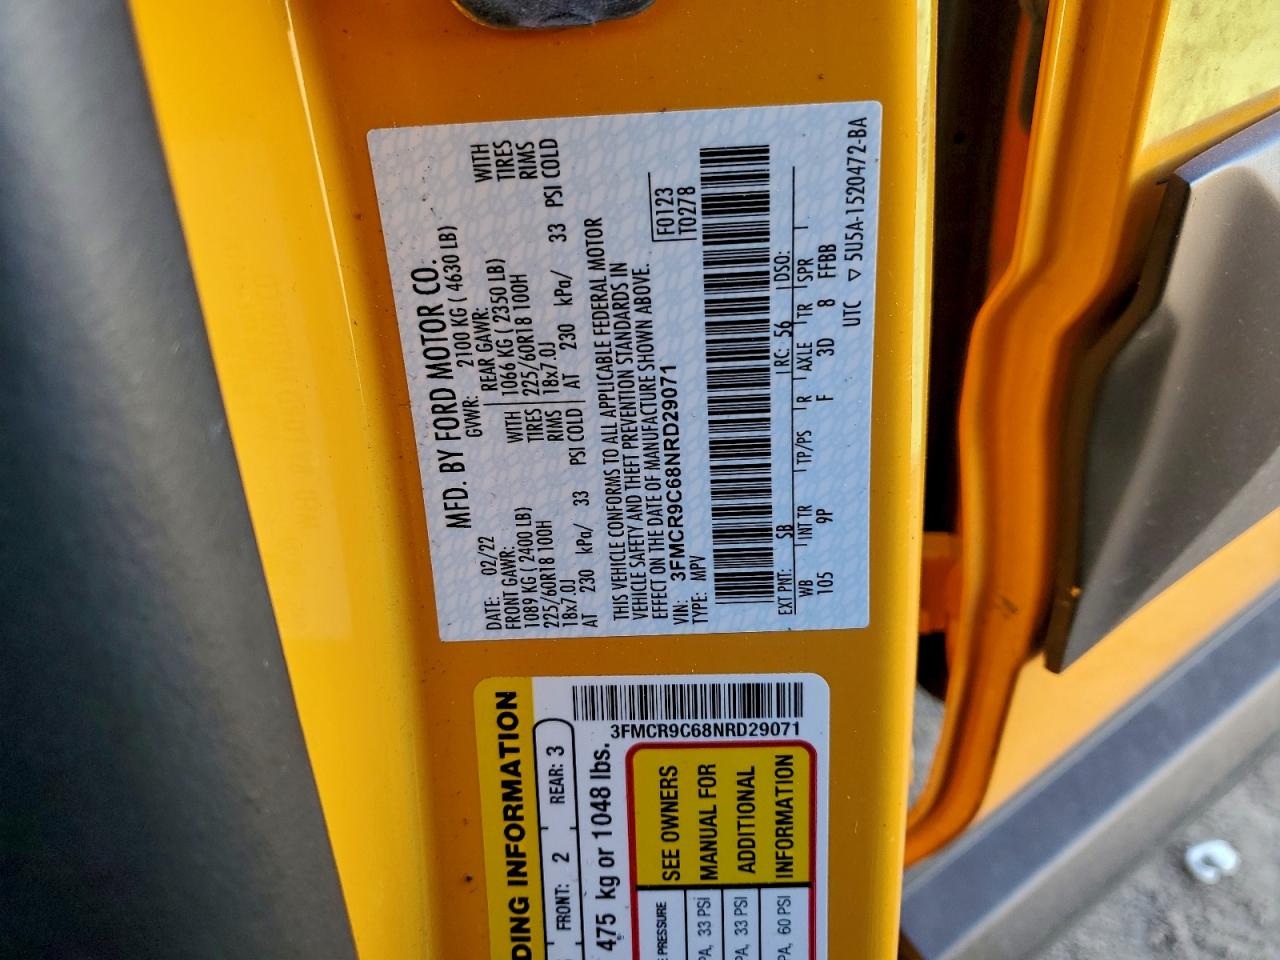 MFD. BY FORD MOTOR CO.
DATE: 02/22 GVWR: 2100 KG ( 4630 LB)
FRONT GAWR: REAR GAWR:
1089 KG ( 2400 LB) WITH 1066 KG ( 2350 LB) WITH
225/60R18 100H TIRES 225/60R18 100H TIRES
18x7.0J RIMS 18x7.0J RIMS
AT 230 kPa/ 33 PSI COLD AT 230 kPa/ 33 PSI COLD
THIS VEHICLE CONFORMS TO ALL APPLICABLE FEDERAL MOTOR
VEHICLE SAFETY AND THEFT PREVENTION STANDARDS IN
EFFECT ON THE DATE OF MANUFACTURE SHOWN ABOVE.
VIN: 3FMCR9C68NRD29071 F0123
TYPE: MPV T0278
EXT PNT: SB RC: 56 DSO:
WB INT TR TP/PS R AXLE TR SPR
105 9P F 3D 8 FFBB
UTC ▽ 5U5A-1520472-BA
DING INFORMATION
FRONT: 2 REAR: 3
3FMCR9C68NRD29071
475 kg or 1048 lbs.
E PRESSURE SEE OWNERS
PA, 33 PSI MANUAL FOR
PA, 33 PSI ADDITIONAL
PA, 60 PSI INFORMATION